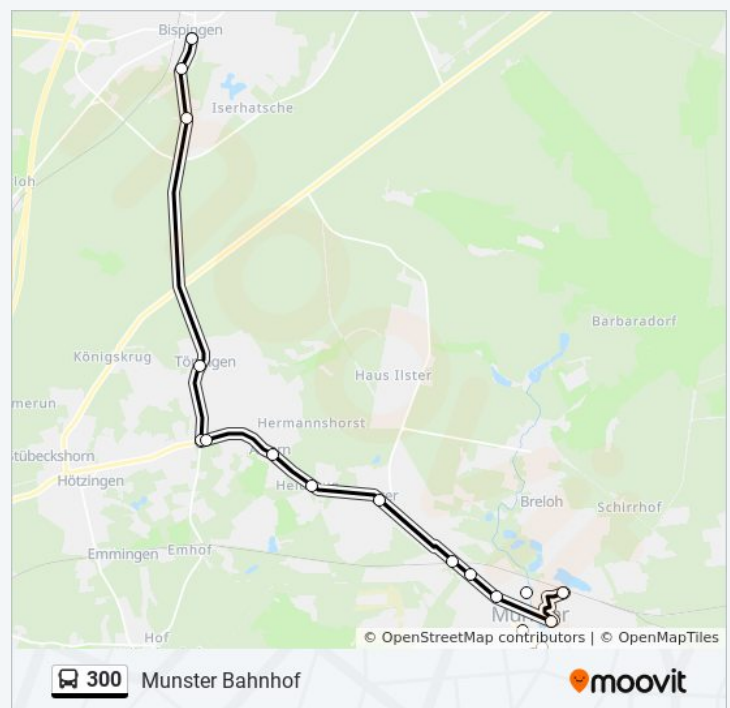 Bispingen
Iserhatsche
loh
Barbaradorf
Königskrug
Haus Ilster
merun
Hermannshorst
tübeckshorn
Hötzingen
Breloh
Schirrhof
Emmingen
Emhof
Hof
© OpenStreetMap contributors | © OpenMapTiles
300 Munster Bahnhof
moovit